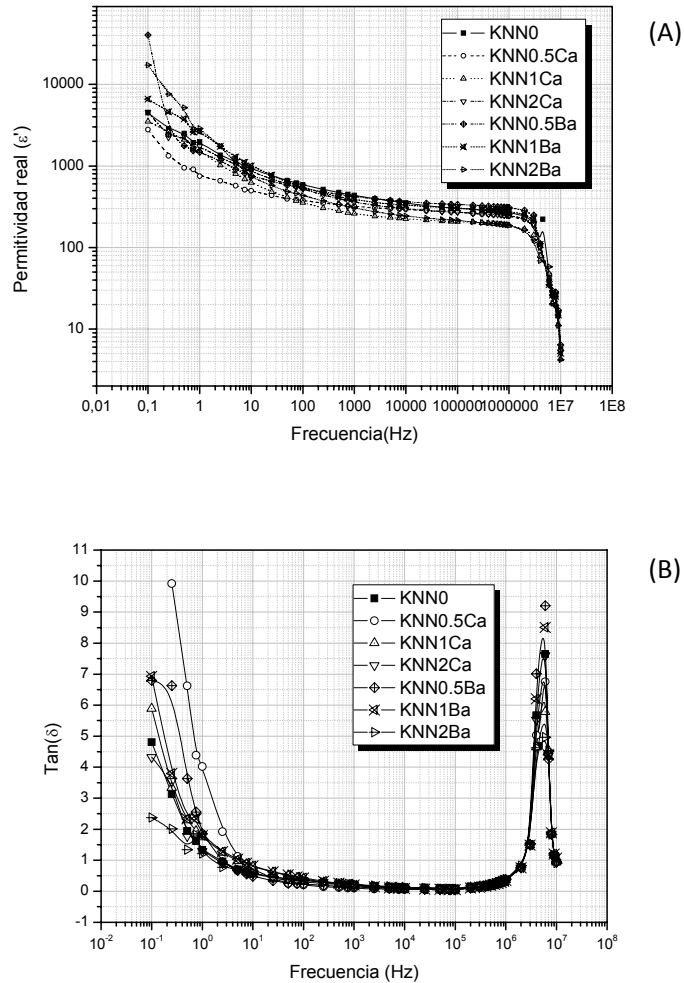 (A)
KNN0
KNN0.5Ca
KNN1Ca
KNN2Ca
KNN0.5Ba
KNN1Ba
KNN2Ba
Permitividad real (ε')
10000
1000
100
10
0,01 0,1 1 10 100 1000 10000 100000 1000000 1E7 1E8
Frecuencia(Hz)
(B)
KNN0
KNN0.5Ca
KNN1Ca
KNN2Ca
KNN0.5Ba
KNN1Ba
KNN2Ba
Tan(δ)
11
10
9
8
7
6
5
4
3
2
1
0
-1
10⁻² 10⁻¹ 10⁰ 10¹ 10² 10³ 10⁴ 10⁵ 10⁶ 10⁷ 10⁸
Frecuencia (Hz)